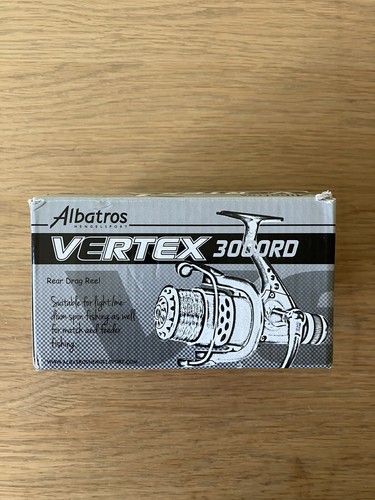 Albatros
HENGELSPORT
VERTEX 3000RD
Rear Drag Reel
Suitable for light/me-
dium spin fishing as well
for match and feeder
fishing